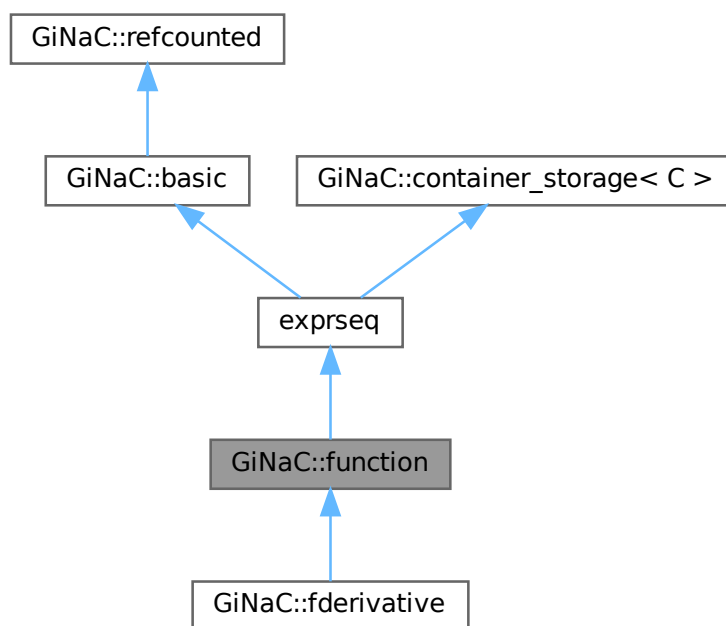 GiNaC::refcounted
GiNaC::basic
GiNaC::container_storage< C >
exprseq
GiNaC::function
GiNaC::fderivative